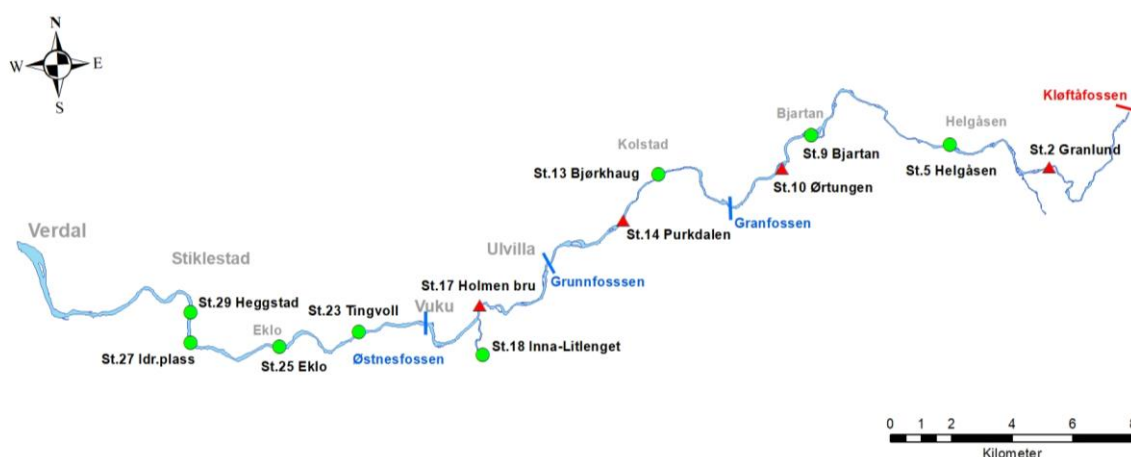 N
W
E
S
Kløftåfossen
Bjartan
Helgåsen
Kolstad
St.9 Bjartan
St.2 Granlund
St.5 Helgåsen
St.13 Bjørkhaug
St.10 Ørtungen
Granfossen
St.14 Purkdalen
Verdal
Ulvilla
Stiklestad
Grunnfosssen
St.17 Holmen bru
St.29 Heggstad
St.23 Tingvoll
Vuku
Eklo
St.18 Inna-Litlenget
St.27 Idr.plass
St.25 Eklo
Østnesfossen
0 1 2 4 6 8
Kilometer